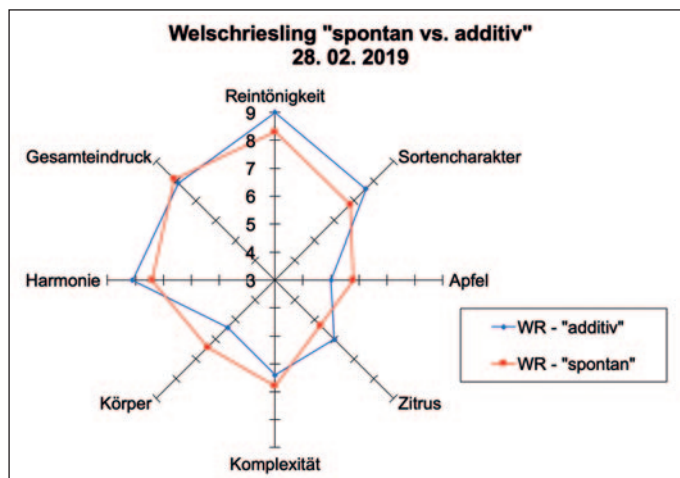 Welschriesling "spontan vs. additiv"
28. 02. 2019
Reintönigkeit
9
Sortencharakter
8
Gesamteindruck
7
6
5
4
Harmonie
3
Apfel
WR - "additiv"
WR - "spontan"
Körper
Zitrus
Komplexität